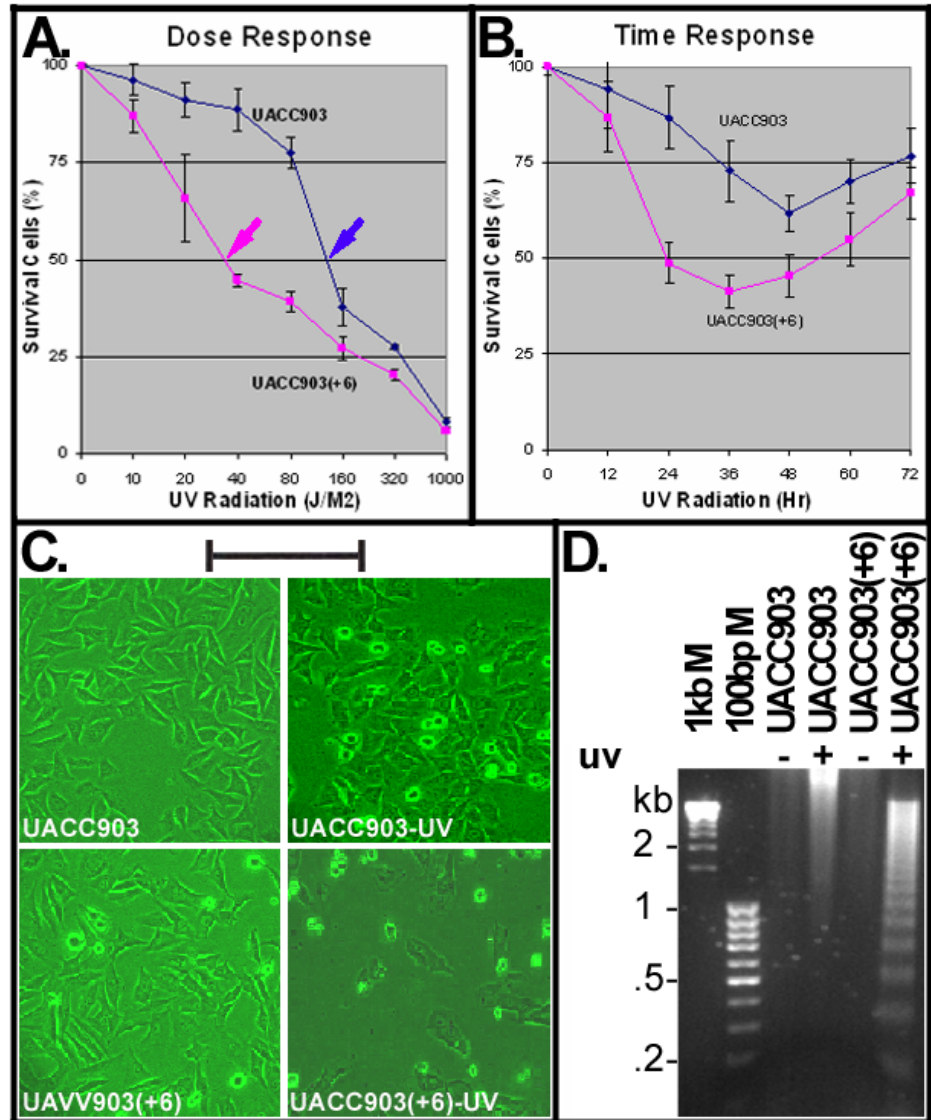 A.
Dose Response
Survival Cells (%)
100
75
50
25
0
UACC903
UACC903(+6)
0 10 20 40 80 160 320 1000
UV Radiation (J/M2)
B.
Time Response
Survival Cells (%)
100
75
50
25
0
UACC903
UACC903(+6)
0 12 24 36 48 60 72
UV Radiation (Hr)
C.
UACC903
UACC903-UV
UAVV903(+6)
UACC903(+6)-UV
D.
1kb M
100bp M
UACC903
UACC903
UACC903(+6)
UACC903(+6)
uv - + - +
kb
2 -
1 -
.5-
.2-